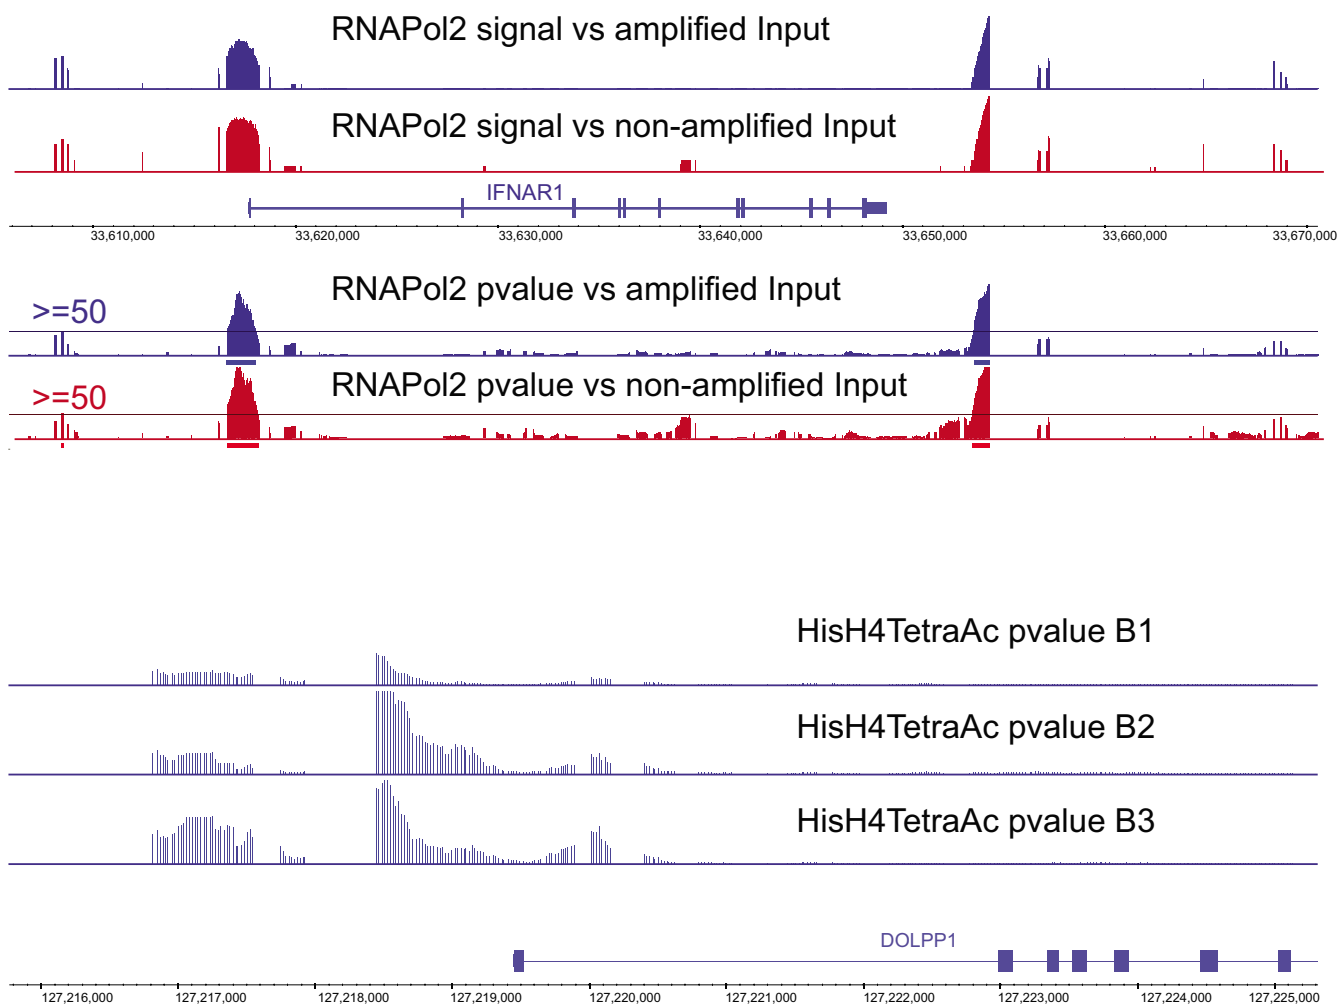 RNAPol2 signal vs amplified Input
RNAPol2 signal vs non-amplified Input
IFNAR1
33,610,000 33,620,000 33,630,000 33,640,000 33,650,000 33,660,000 33,670,000
RNAPol2 pvalue vs amplified Input
>=50
RNAPol2 pvalue vs non-amplified Input
>=50
HisH4TetraAc pvalue B1
HisH4TetraAc pvalue B2
HisH4TetraAc pvalue B3
DOLPP1
127,216,000 127,217,000 127,218,000 127,219,000 127,220,000 127,221,000 127,222,000 127,223,000 127,224,000 127,225,000